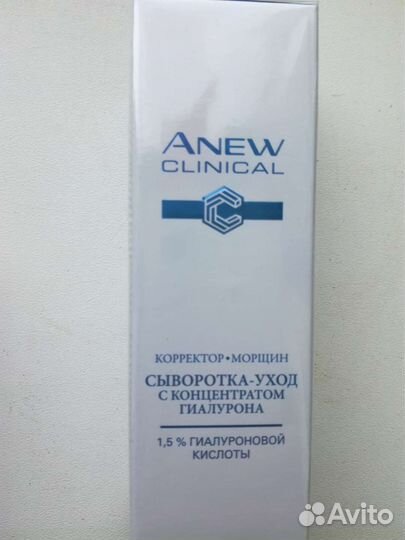 ANEW
CLINICAL
КОРРЕКТОР•МОРЩИН
СЫВОРОТКА-УХОД
С КОНЦЕНТРАТОМ
ГИАЛУРОНА
1,5 % ГИАЛУРОНОВОЙ
КИСЛОТЫ
Avito